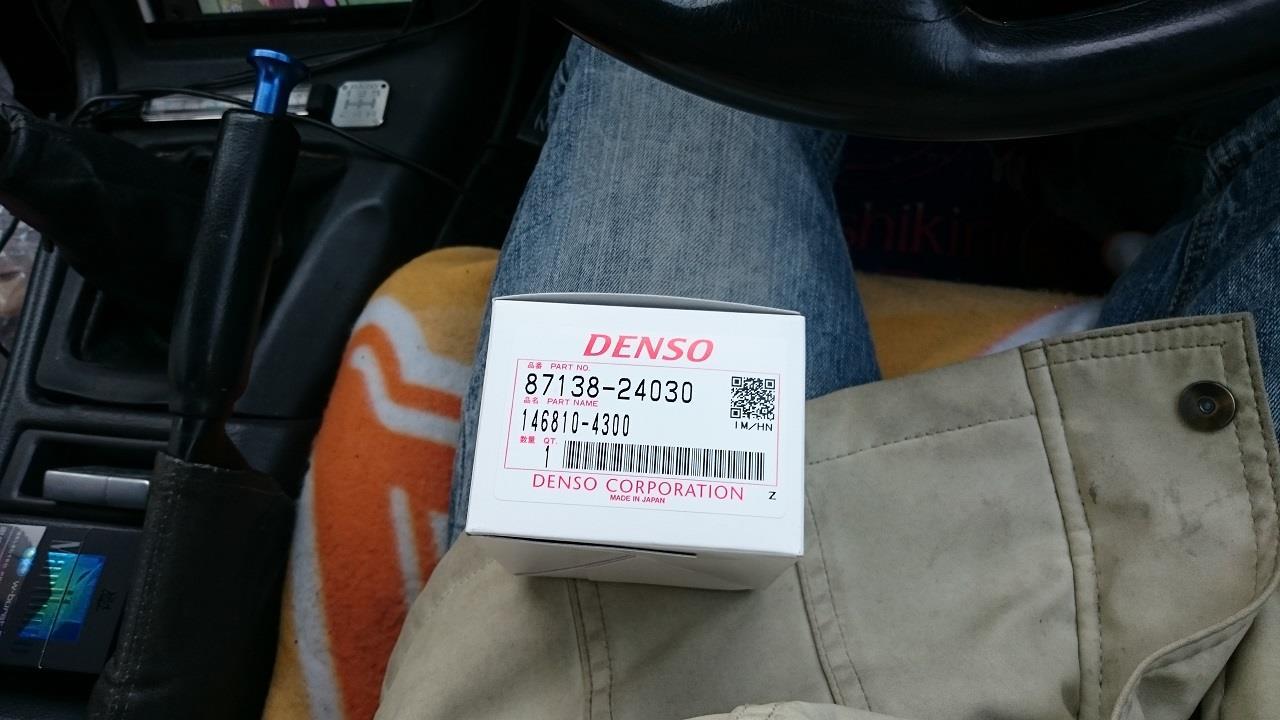 DENSO
品番 PART NO.
87138-24030
品名 PART NAME
146810-4300
IM/HN
数量 QT.
1
DENSO CORPORATION
MADE IN JAPAN
Z